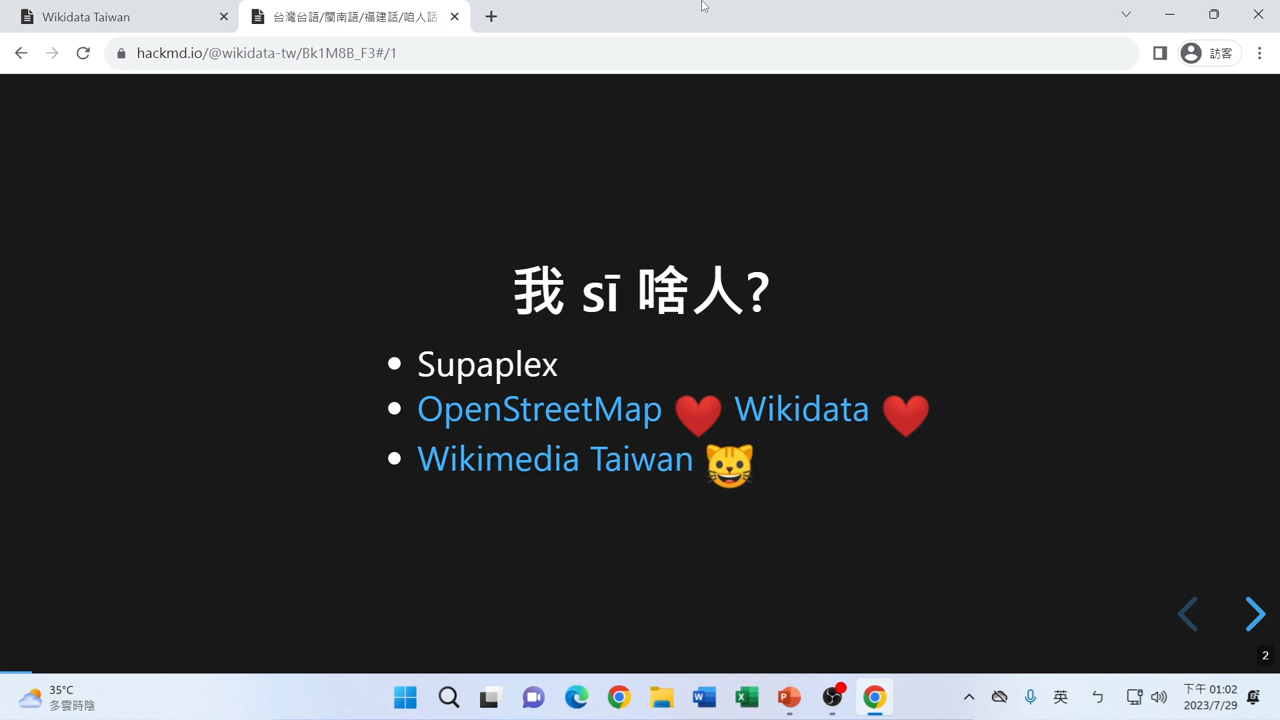 Wikidata Taiwan
台灣台語/閩南語/福建話/咱人話
hackmd.io/@wikidata-tw/Bk1M8B_F3#/1
訪客
我 sī 啥人?
Supaplex
OpenStreetMap ❤️ Wikidata ❤️
Wikimedia Taiwan 😺
2
35°C
多雲時陰
英
下午 01:02
2023/7/29